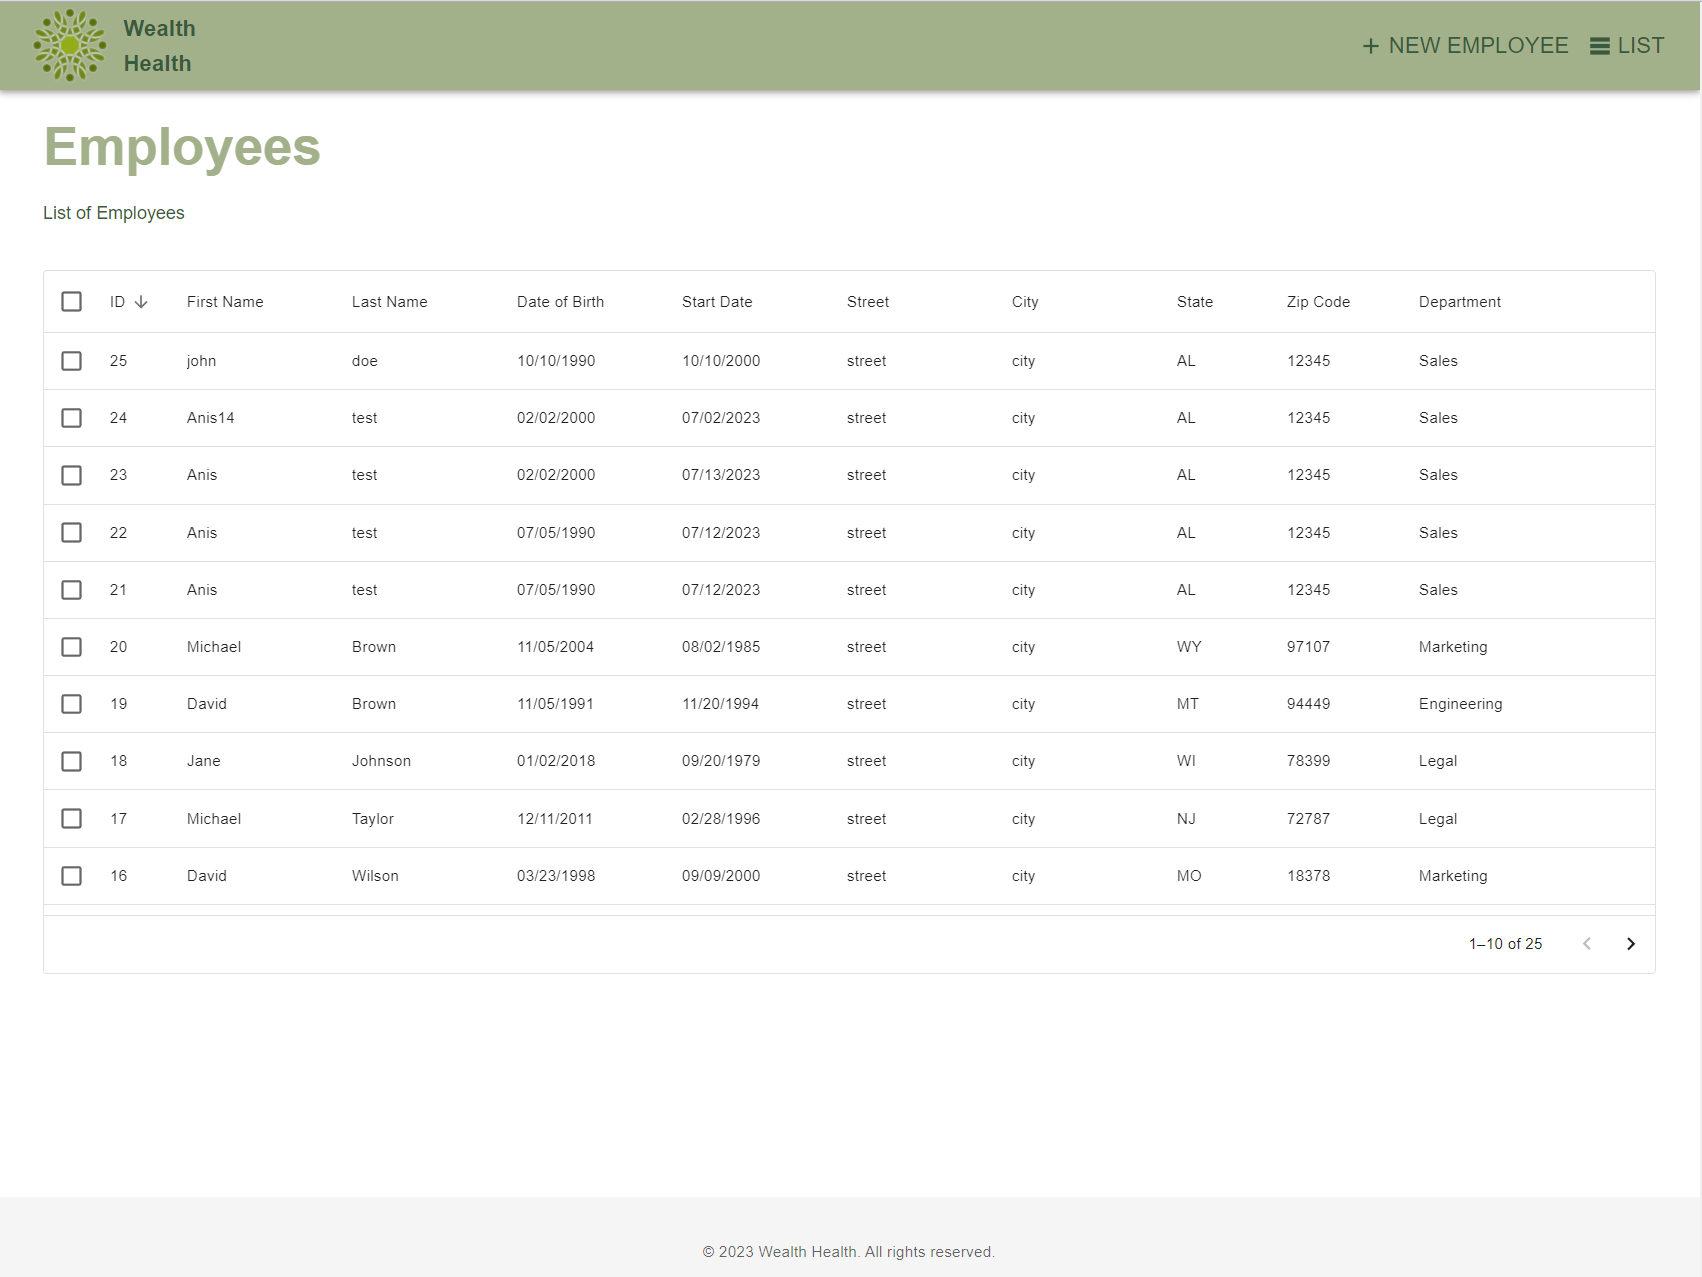 Wealth
Health
NEW EMPLOYEE LIST
Employees
List of Employees
ID First Name Last Name Date of Birth Start Date Street City State Zip Code Department
25 john doe 10/10/1990 10/10/2000 street city AL 12345 Sales
24 Anis14 test 02/02/2000 07/02/2023 street city AL 12345 Sales
23 Anis test 02/02/2000 07/13/2023 street city AL 12345 Sales
22 Anis test 07/05/1990 07/12/2023 street city AL 12345 Sales
21 Anis test 07/05/1990 07/12/2023 street city AL 12345 Sales
20 Michael Brown 11/05/2004 08/02/1985 street city WY 97107 Marketing
19 David Brown 11/05/1991 11/20/1994 street city MT 94449 Engineering
18 Jane Johnson 01/02/2018 09/20/1979 street city WI 78399 Legal
17 Michael Taylor 12/11/2011 02/28/1996 street city NJ 72787 Legal
16 David Wilson 03/23/1998 09/09/2000 street city MO 18378 Marketing
1–10 of 25
© 2023 Wealth Health. All rights reserved.